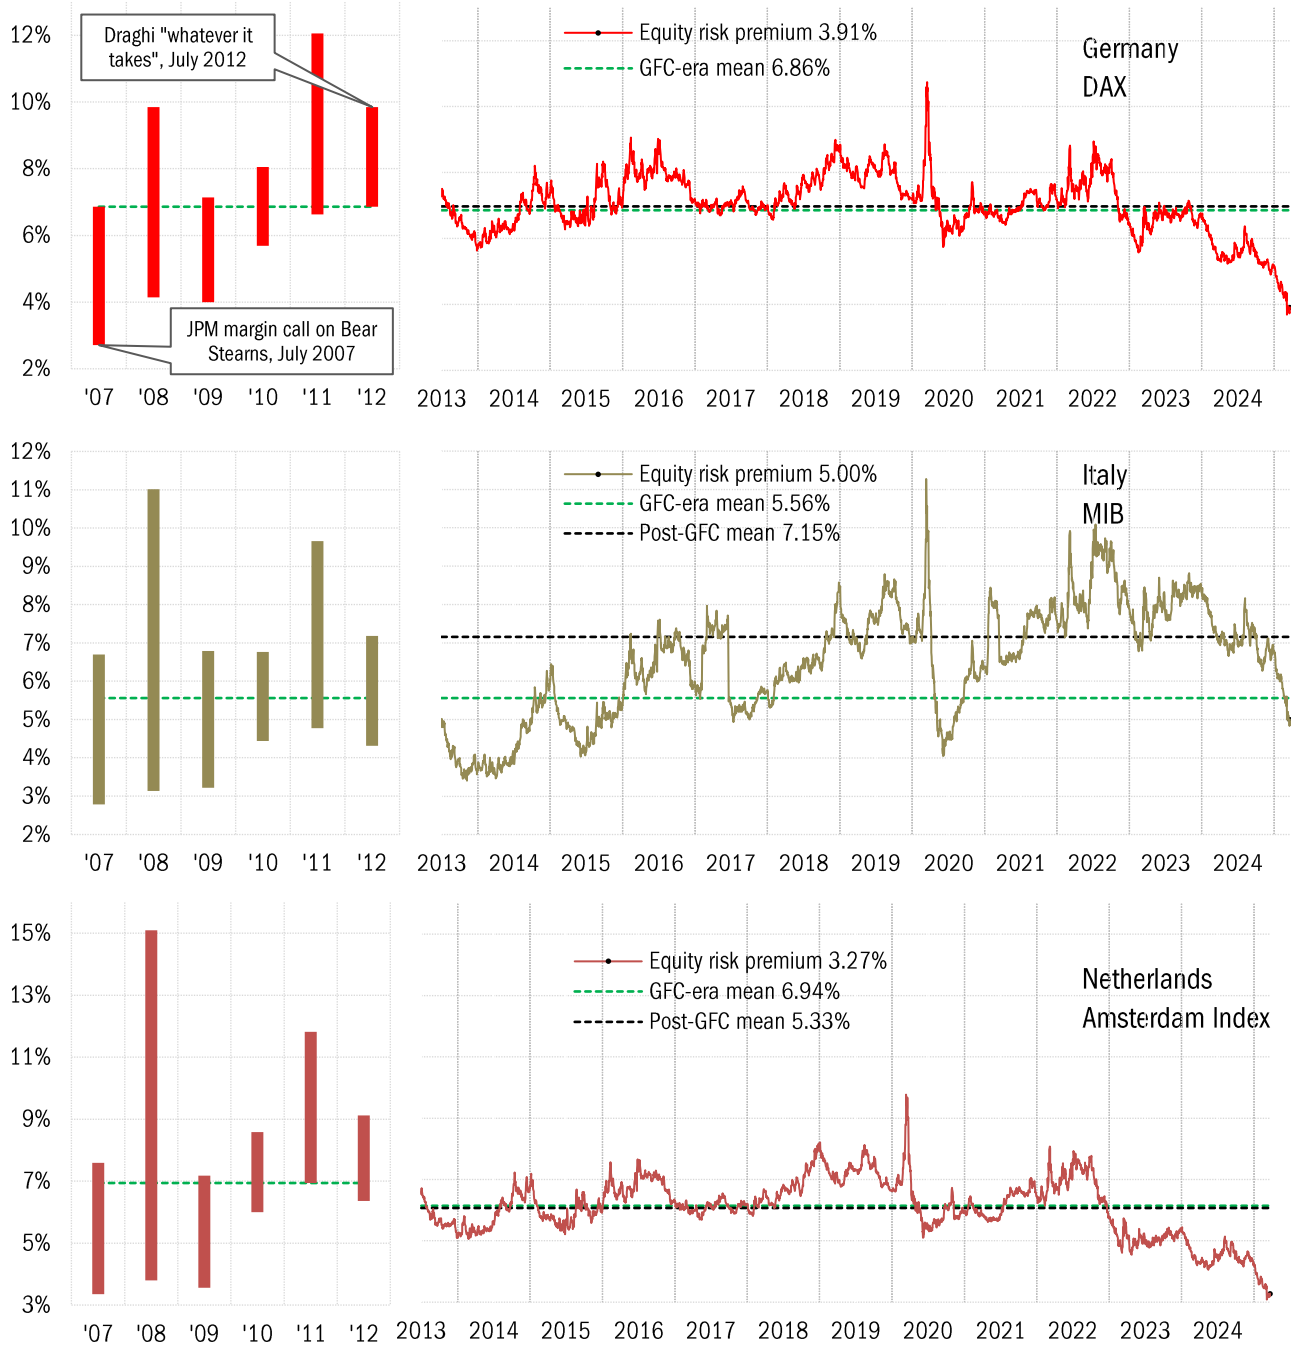 12%
10%
8%
6%
4%
2%
Draghi "whatever it
takes", July 2012
JPM margin call on Bear
Stearns, July 2007
'07 '08 '09 '10 '11 '12
Equity risk premium 3.91%
GFC-era mean 6.86%
Germany
DAX
2013 2014 2015 2016 2017 2018 2019 2020 2021 2022 2023 2024
12%
11%
10%
9%
8%
7%
6%
5%
4%
3%
2%
'07 '08 '09 '10 '11 '12
Equity risk premium 5.00%
GFC-era mean 5.56%
Post-GFC mean 7.15%
Italy
MIB
2013 2014 2015 2016 2017 2018 2019 2020 2021 2022 2023 2024
15%
13%
11%
9%
7%
5%
3%
'07 '08 '09 '10 '11 '12
Equity risk premium 3.27%
GFC-era mean 6.94%
Post-GFC mean 5.33%
Netherlands
Amsterdam Index
2013 2014 2015 2016 2017 2018 2019 2020 2021 2022 2023 2024